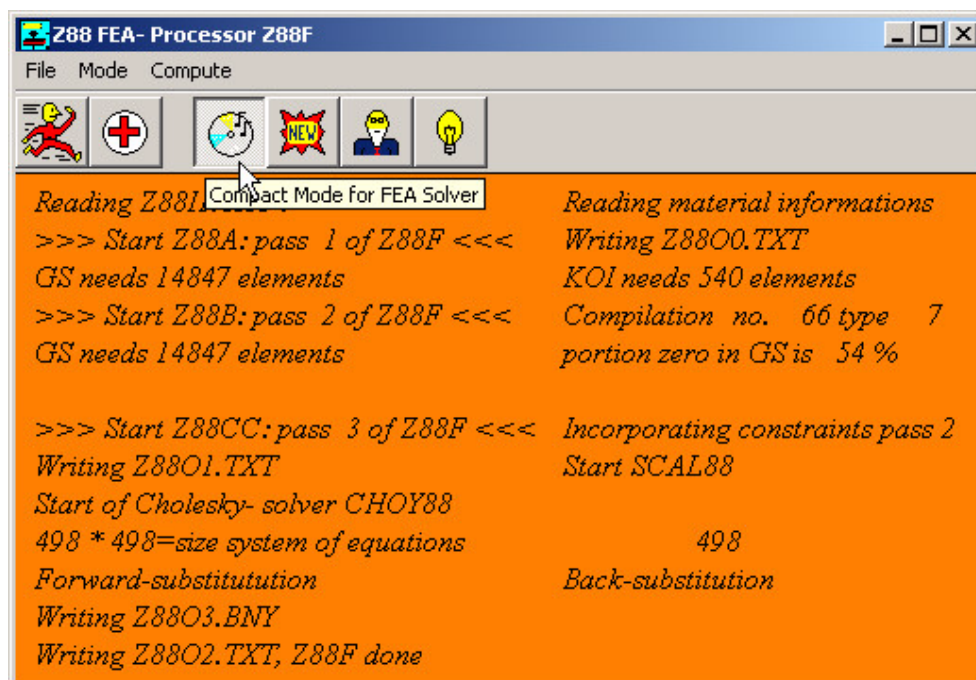 Z88 FEA- Processor Z88F
File Mode Compute
NEW
Compact Mode for FEA Solver
Reading Reading material informations
>>> Start Z88A: pass 1 of Z88F <<< Writing Z88O0.TXT
GS needs 14847 elements KOI needs 540 elements
>>> Start Z88B: pass 2 of Z88F <<< Compilation no. 66 type 7
GS needs 14847 elements portion zero in GS is 54 %
>>> Start Z88CC: pass 3 of Z88F <<< Incorporating constraints pass 2
Writing Z88O1.TXT Start SCAL88
Start of Cholesky- solver CHOY88
498 * 498=size system of equations 498
Forward-substitutution Back-substitution
Writing Z88O3.BNY
Writing Z88O2.TXT, Z88F done